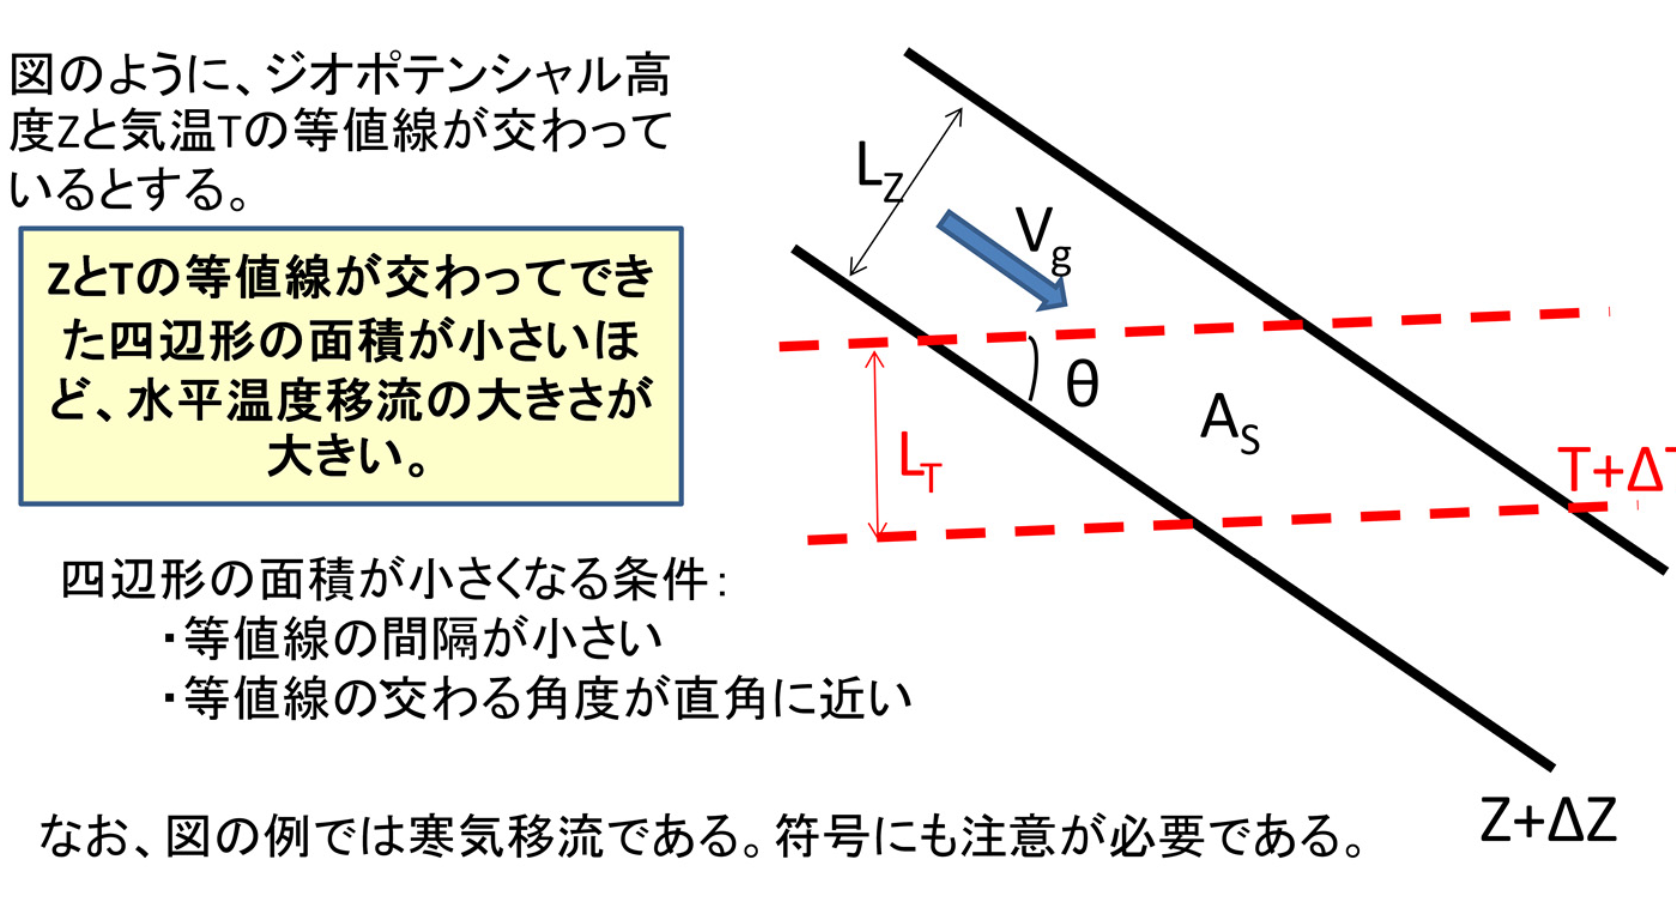 図のように、ジオポテンシャル高
度Zと気温Tの等値線が交わって
いるとする。
ZとTの等値線が交わってでき
た四辺形の面積が小さいほ
ど、水平温度移流の大きさが
大きい。
L_Z
V_g
θ
A_S
L_T
T+Δ
四辺形の面積が小さくなる条件：
・等値線の間隔が小さい
・等値線の交わる角度が直角に近い
Z+ΔZ
なお、図の例では寒気移流である。符号にも注意が必要である。